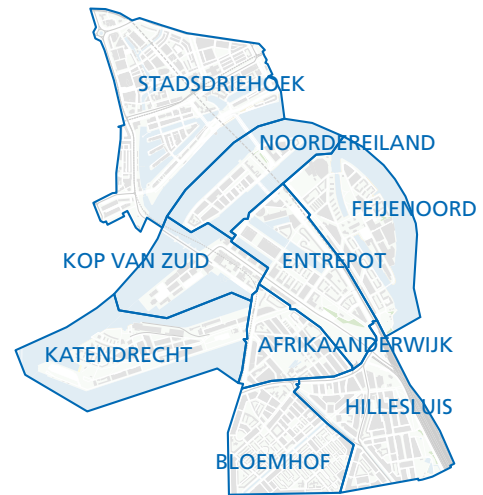 STADSDRIEHOEK
NOORDEREILAND
FEIJENOORD
KOP VAN ZUID
ENTREPOT
AFRIKAANDERWIJK
KATENDRECHT
HILLESLUIS
BLOEMHOF